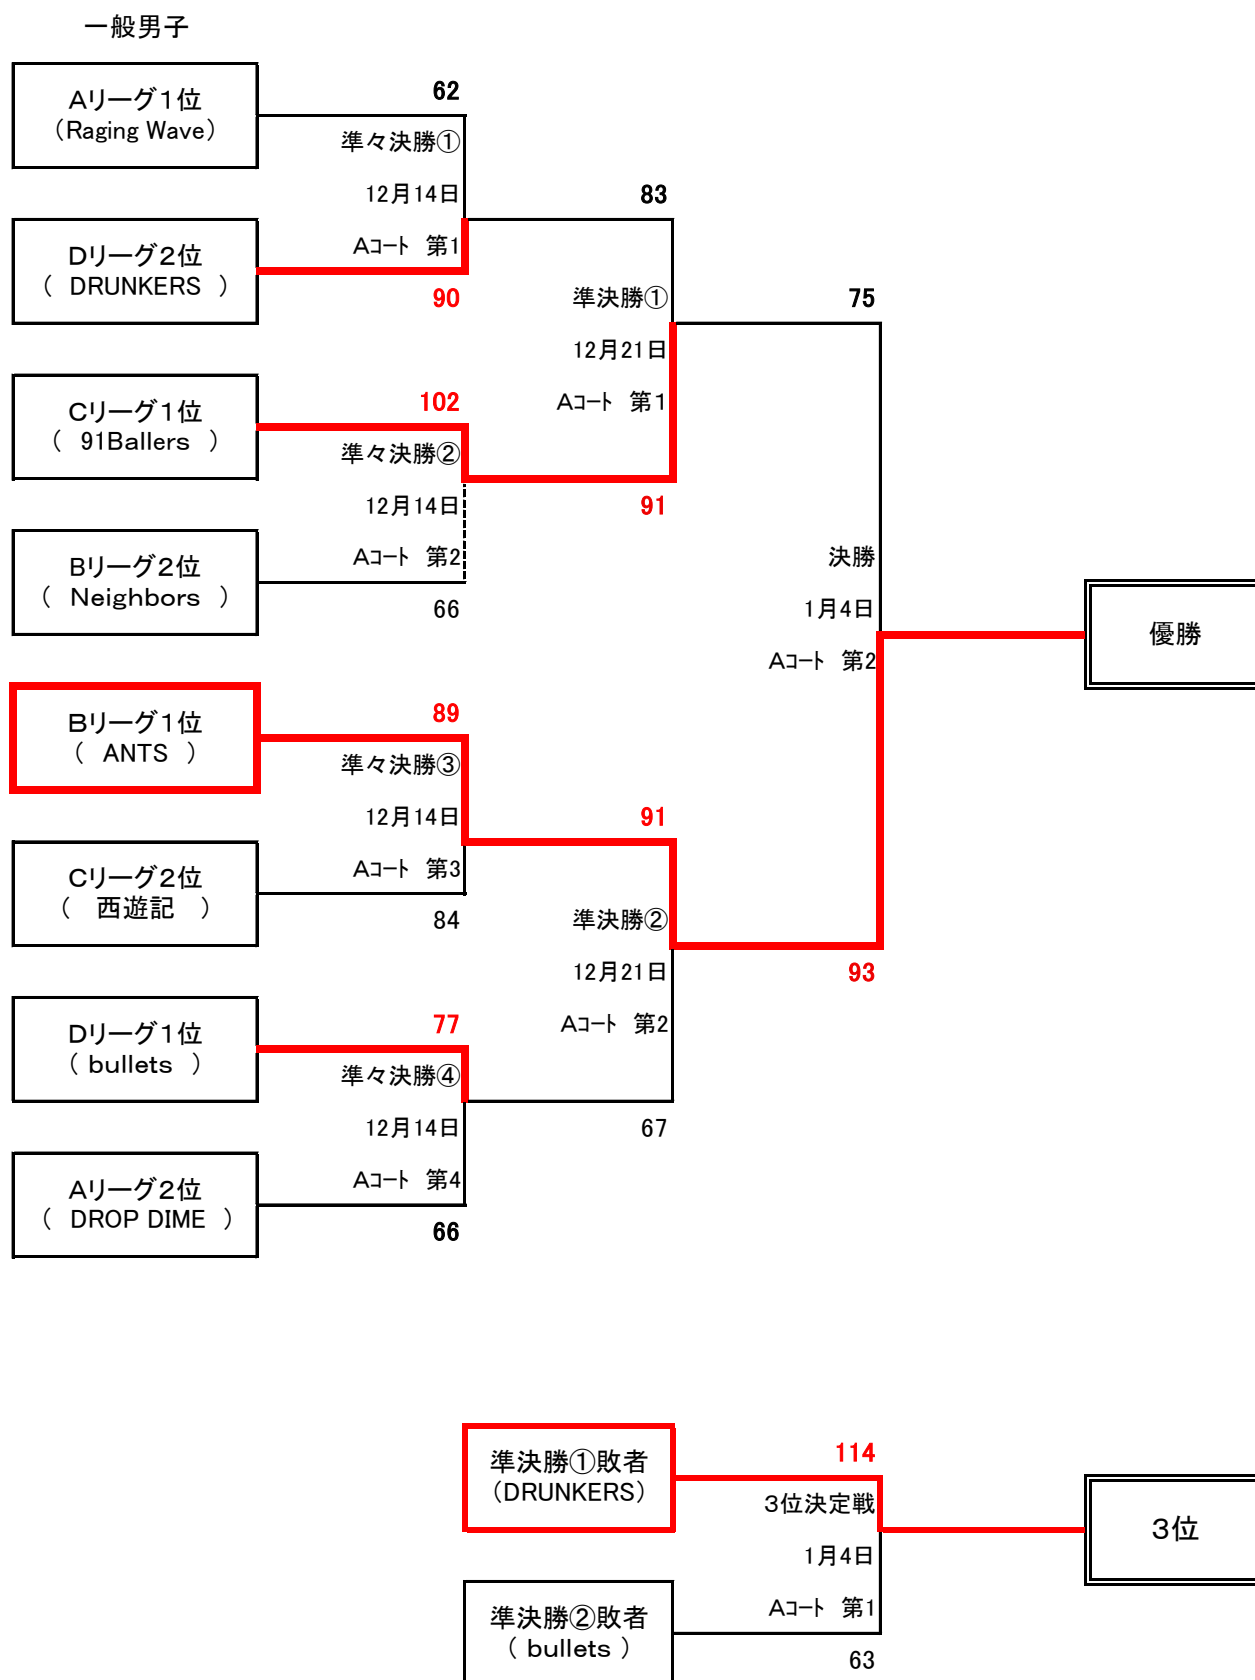 一般男子
Aリーグ1位
（Raging Wave）
62
準々決勝①
12月14日
Aｺｰﾄ　第1
Dリーグ2位
（　DRUNKERS　）
90
83
準決勝①
12月21日
Aｺｰﾄ　第1
75
Cリーグ1位
（　91Ballers　）
102
準々決勝②
12月14日
Aｺｰﾄ　第2
91
Bリーグ2位
（　Neighbors　）
66
決勝
1月4日
Aｺｰﾄ　第2
優勝
Bリーグ1位
（　ANTS　）
89
準々決勝③
12月14日
Aｺｰﾄ　第3
91
Cリーグ2位
（　西遊記　）
84
準決勝②
12月21日
Aｺｰﾄ　第2
93
Dリーグ1位
（ bullets　）
77
準々決勝④
12月14日
Aｺｰﾄ　第4
67
Aリーグ2位
（　DROP DIME　）
66
準決勝①敗者
（DRUNKERS）
114
3位決定戦
1月4日
Aｺｰﾄ　第1
3位
準決勝②敗者
（ bullets ）
63